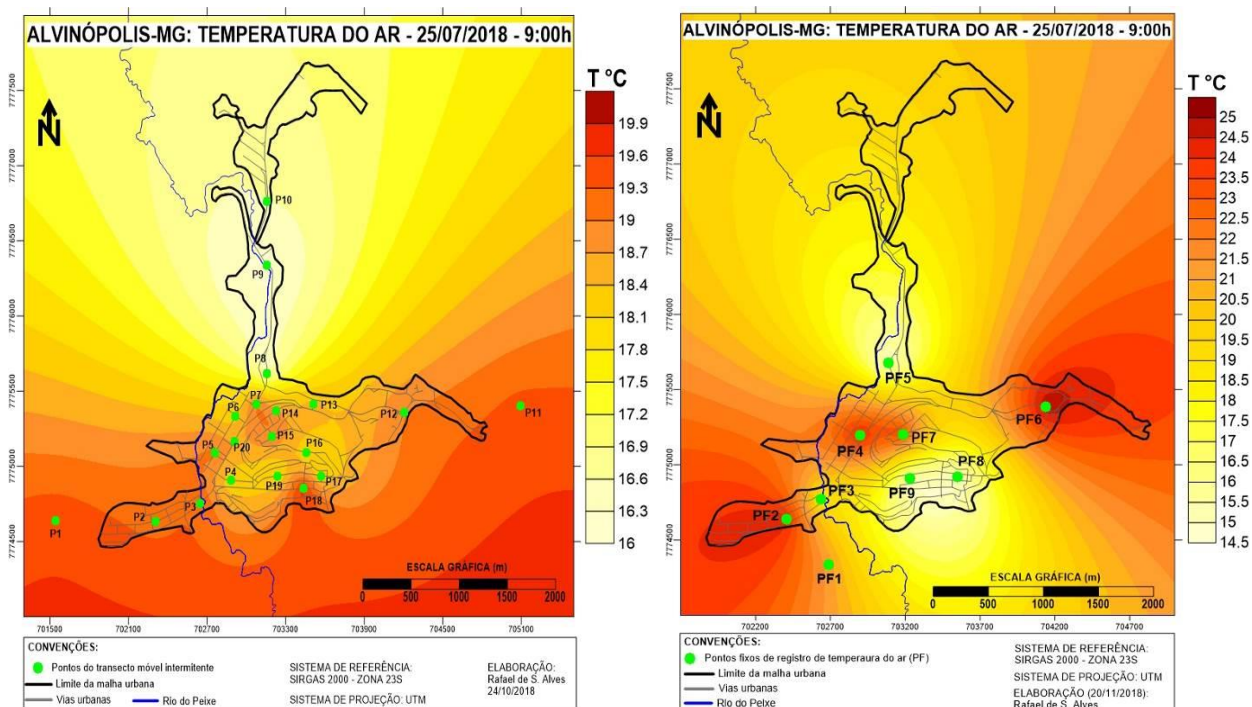 ALVINÓPOLIS-MG: TEMPERATURA DO AR - 25/07/2018 - 9:00h
T °C
19.9
19.6
19.3
19
18.7
18.4
18.1
17.8
17.5
17.2
16.9
16.6
16.3
16
N
7777500
7777000
7776500
7776000
7775500
7775000
7774500
P10
P9
P8
P7
P13
P6
P14
P12
P11
P15
P20
P16
P5
P4
P19
P17
P18
P3
P2
P1
ESCALA GRÁFICA (m)
0 500 1000 1500 2000
701500 702100 702700 703300 703900 704500 705100
CONVENÇÕES:
Pontos do transecto móvel intermitente
Limite da malha urbana
Vias urbanas
Rio do Peixe
SISTEMA DE REFERÊNCIA:
SIRGAS 2000 - ZONA 23S
SISTEMA DE PROJEÇÃO: UTM
ELABORAÇÃO:
Rafael de S. Alves
24/10/2018
ALVINÓPOLIS-MG: TEMPERATURA DO AR - 25/07/2018 - 9:00h
T °C
25
24.5
24
23.5
23
22.5
22
21.5
21
20.5
20
19.5
19
18.5
18
17.5
17
16.5
16
15.5
15
14.5
N
7777500
7777000
7776500
7776000
7775500
7775000
7774500
PF5
PF6
PF4
PF7
PF8
PF9
PF3
PF2
PF1
ESCALA GRÁFICA (m)
0 500 1000 1500 2000
702200 702700 703200 703700 704200 704700
CONVENÇÕES:
Pontos fixos de registro de temperaura do ar (PF)
Limite da malha urbana
Vias urbanas
Rio do Peixe
SISTEMA DE REFERÊNCIA:
SIRGAS 2000 - ZONA 23S
SISTEMA DE PROJEÇÃO: UTM
ELABORAÇÃO (20/11/2018):
Rafael de S. Alves